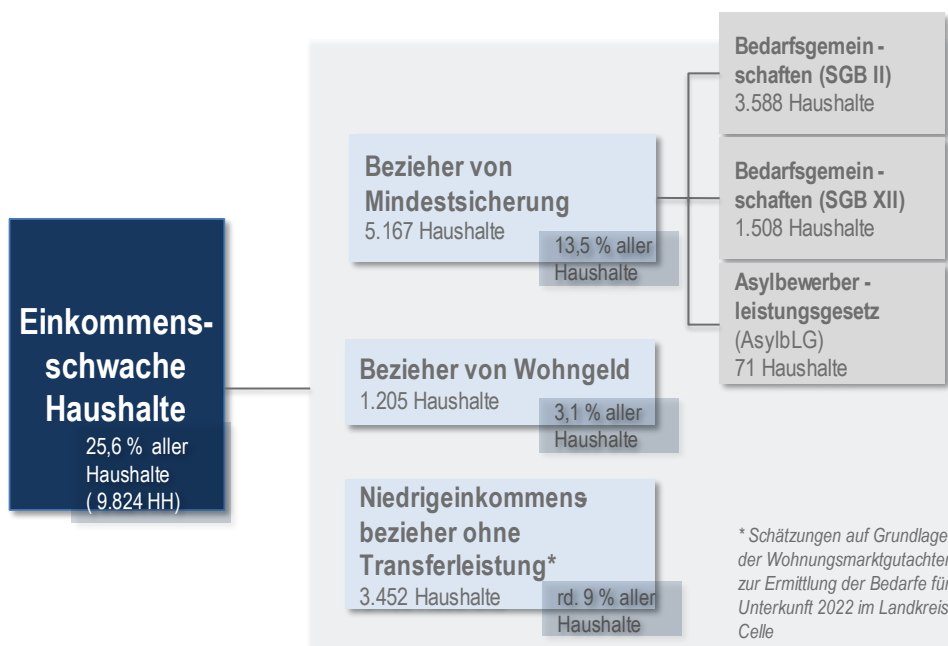 Einkommens-
schwache
Haushalte
25,6 % aller
Haushalte
( 9.824 HH)
Bezieher von
Mindestsicherung
5.167 Haushalte
13,5 % aller
Haushalte
Bezieher von Wohngeld
1.205 Haushalte
3,1 % aller
Haushalte
Niedrigeinkommens
bezieher ohne
Transferleistung*
3.452 Haushalte
rd. 9 % aller
Haushalte
Bedarfsgemein -
schaften (SGB II)
3.588 Haushalte
Bedarfsgemein -
schaften (SGB XII)
1.508 Haushalte
Asylbewerber -
leistungsgesetz
(AsylbLG)
71 Haushalte
* Schätzungen auf Grundlage
der Wohnungsmarktgutachten
zur Ermittlung der Bedarfe für
Unterkunft 2022 im Landkreis
Celle